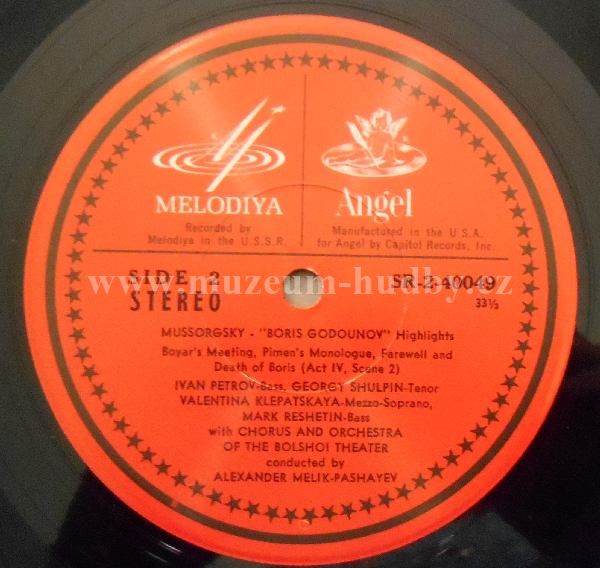 MELODIYA
Recorded by
Melodiya in the U.S.S.R.
Angel
Manufactured in the U.S.A.
for Angel by Capitol Records, Inc.
SIDE 2
STEREO
SR-2-40049
33⅓
www.muzeum-hudby.cz
MUSSORGSKY - "BORIS GODOUNOV" Highlights
Boyar's Meeting, Pimen's Monologue, Farewell and
Death of Boris (Act IV, Scene 2)
IVAN PETROV-Bass, GEORGY SHULPIN-Tenor
VALENTINA KLEPATSKAYA-Mezzo-Soprano,
MARK RESHETIN-Bass
with CHORUS AND ORCHESTRA
OF THE BOLSHOI THEATER
conducted by
ALEXANDER MELIK-PASHAYEV